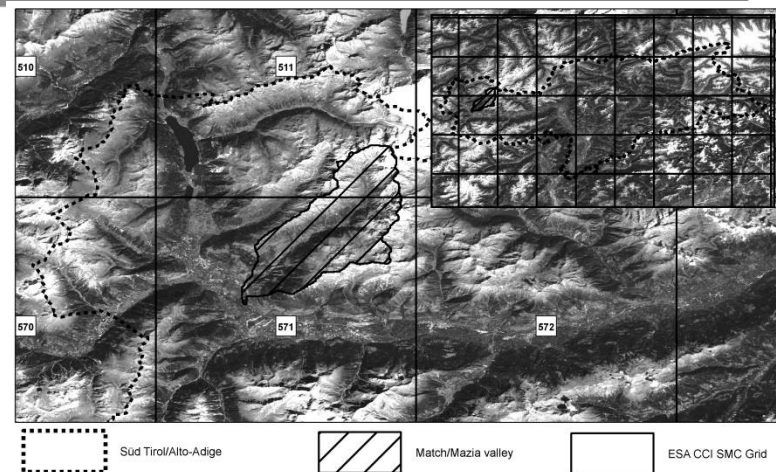 510
511
570
571
572
Süd Tirol/Alto-Adige
Match/Mazia valley
ESA CCI SMC Grid